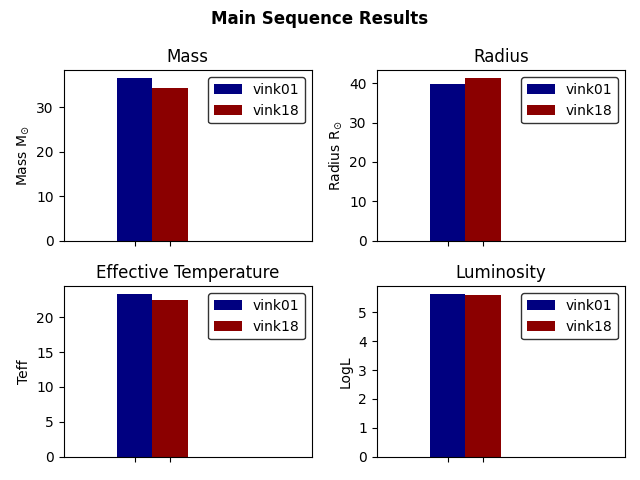 Main Sequence Results
Mass
Mass M☉
30
20
10
0
vink01
vink18
Radius
Radius R☉
40
30
20
10
0
vink01
vink18
Effective Temperature
Teff
20
15
10
5
0
vink01
vink18
Luminosity
LogL
5
4
3
2
1
0
vink01
vink18